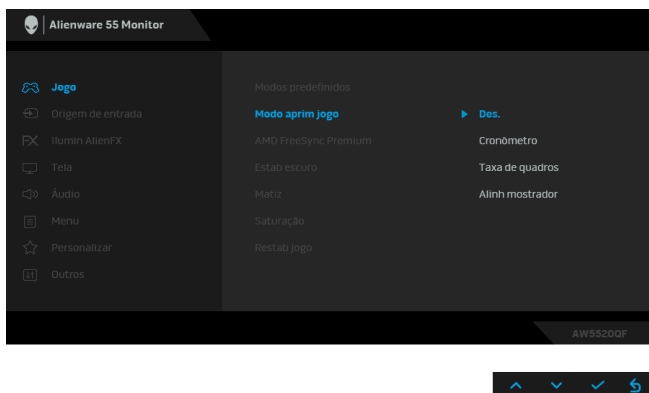 Alienware 55 Monitor
Jogo
Origem de entrada
Ilumin AlienFX
Tela
Áudio
Menu
Personalizar
Outros
Modos predefinidos
Modo aprim jogo
AMD FreeSync Premium
Estab escuro
Matiz
Saturação
Restab jogo
Des.
Cronômetro
Taxa de quadros
Alinh mostrador
AW5520QF